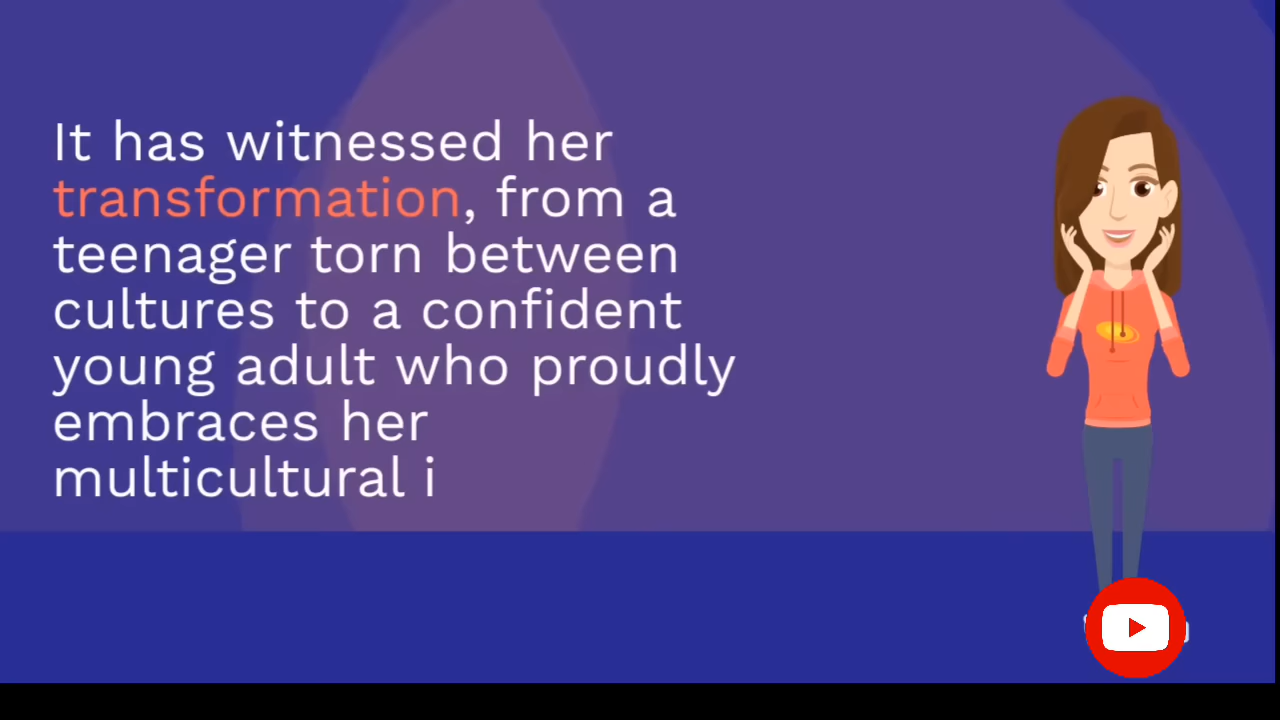 It has witnessed her
transformation, from a
teenager torn between
cultures to a confident
young adult who proudly
embraces her
multicultural i